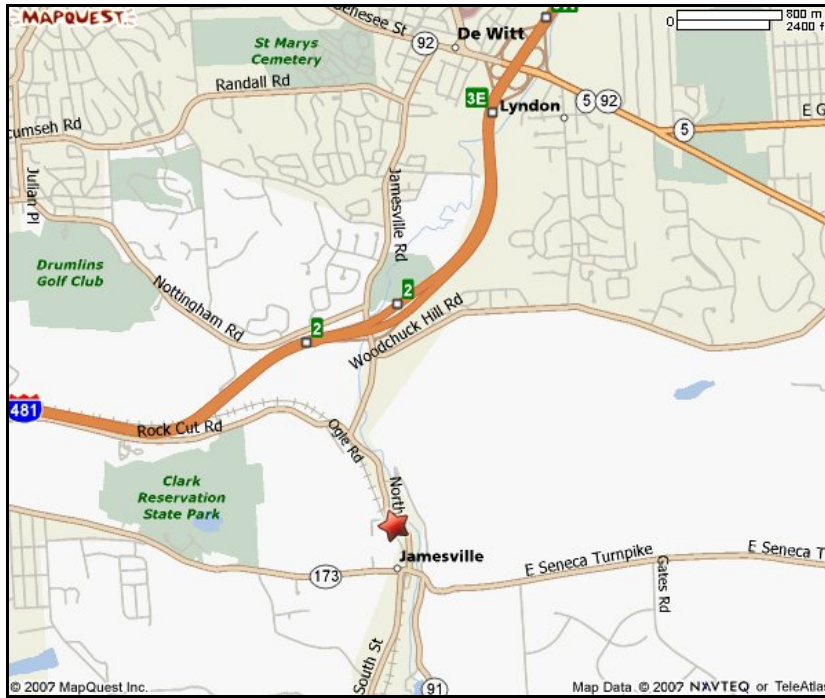 MAPQUEST
enesee St
92
De Witt
3A
0
800 m
2400 f
St Marys
Cemetery
Randall Rd
3E
Lyndon
5
92
cumseh Rd
5
E G
Julian Pl
Jamesville Rd
Drumlins
Golf Club
Nottingham Rd
2
2
Woodchuck Hill Rd
481
Rock Cut Rd
Ogle Rd
Clark
Reservation
State Park
North
Jamesville
E Seneca Turnpike
E Seneca T
173
Gates Rd
South St
91
© 2007 MapQuest Inc.
Map Data © 2007 NAVTEQ or TeleAtlas